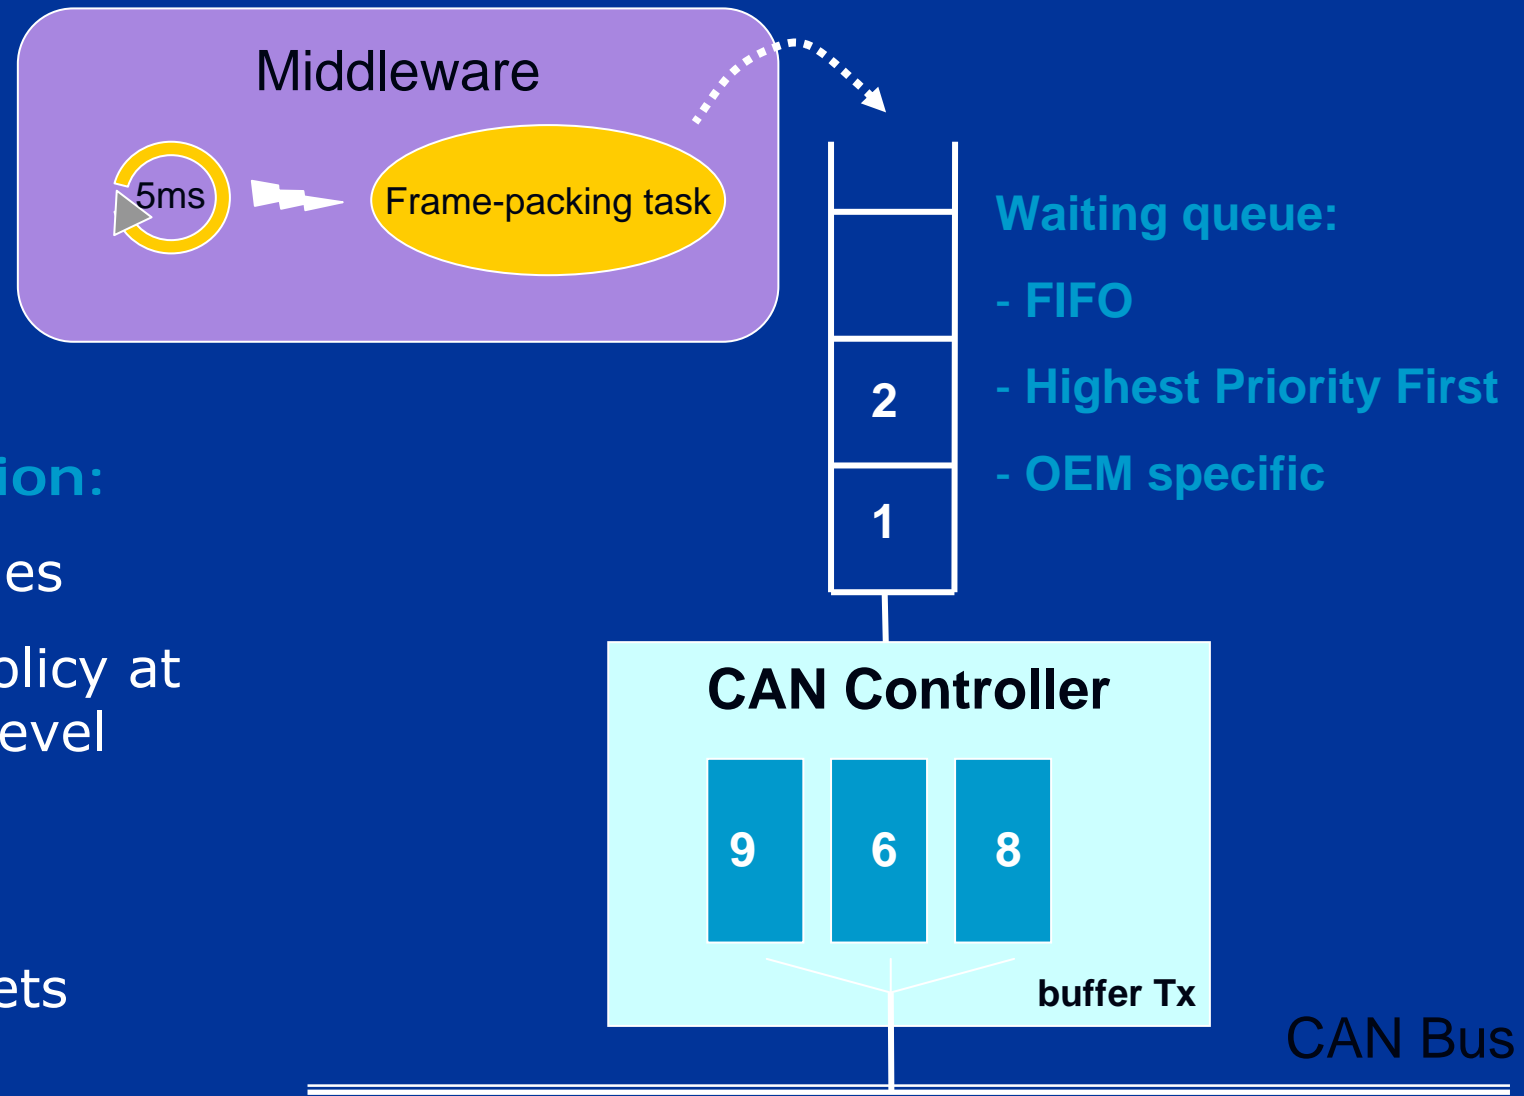 Middleware
5ms
Frame-packing task
Waiting queue:
- FIFO
- Highest Priority First
- OEM specific
2
1
ion:
es
olicy at
evel
ets
CAN Controller
9 6 8
buffer Tx
CAN Bus